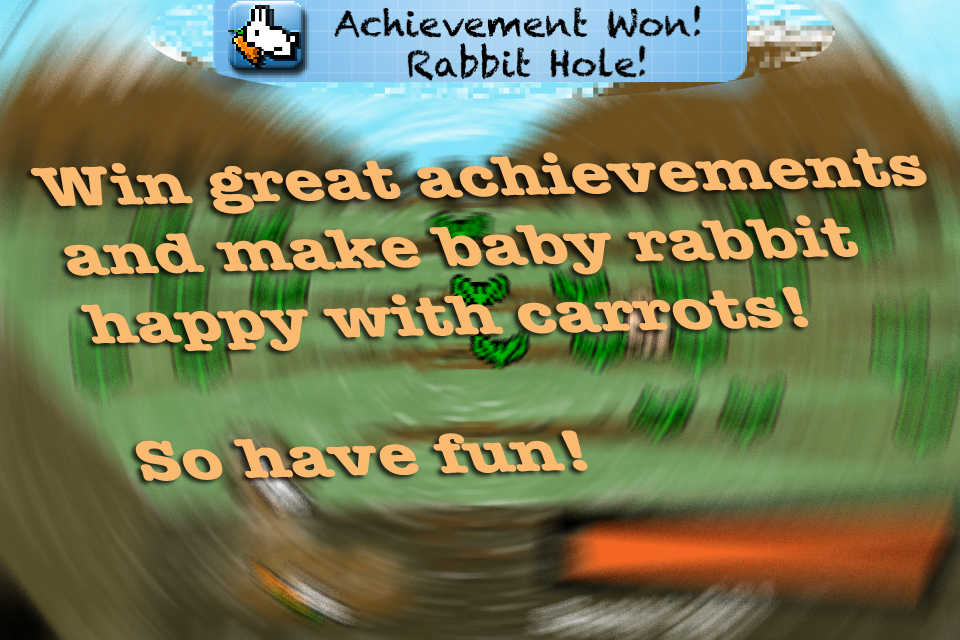 Achievement Won!
Rabbit Hole!
Win great achievements
and make baby rabbit
happy with carrots!
So have fun!